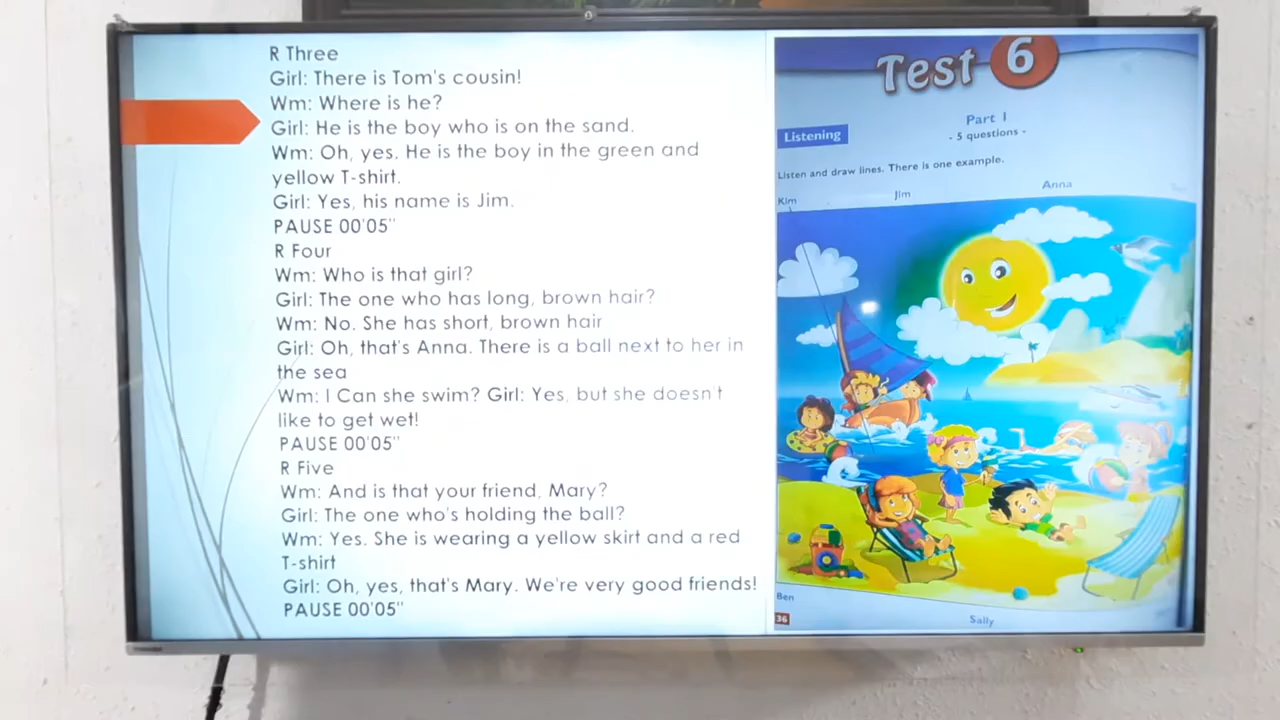 R Three
Girl: There is Tom's cousin!
Wm: Where is he?
Girl: He is the boy who is on the sand.
Wm: Oh, yes. He is the boy in the green and
yellow T-shirt.
Girl: Yes, his name is Jim.
PAUSE 00'05"
R Four
Wm: Who is that girl?
Girl: The one who has long, brown hair?
Wm: No. She has short, brown hair
Girl: Oh, that's Anna. There is a ball next to her in
the sea
Wm: I Can she swim? Girl: Yes, but she doesn't
like to get wet!
PAUSE 00'05"
R Five
Wm: And is that your friend, Mary?
Girl: The one who's holding the ball?
Wm: Yes. She is wearing a yellow skirt and a red
T-shirt
Girl: Oh, yes, that's Mary. We're very good friends!
PAUSE 00'05"
Test 6
Part 1
- 5 questions -
Listening
Listen and draw lines. There is one example.
Kim Jim Anna
Ben
36
Sally
TOSHIBA